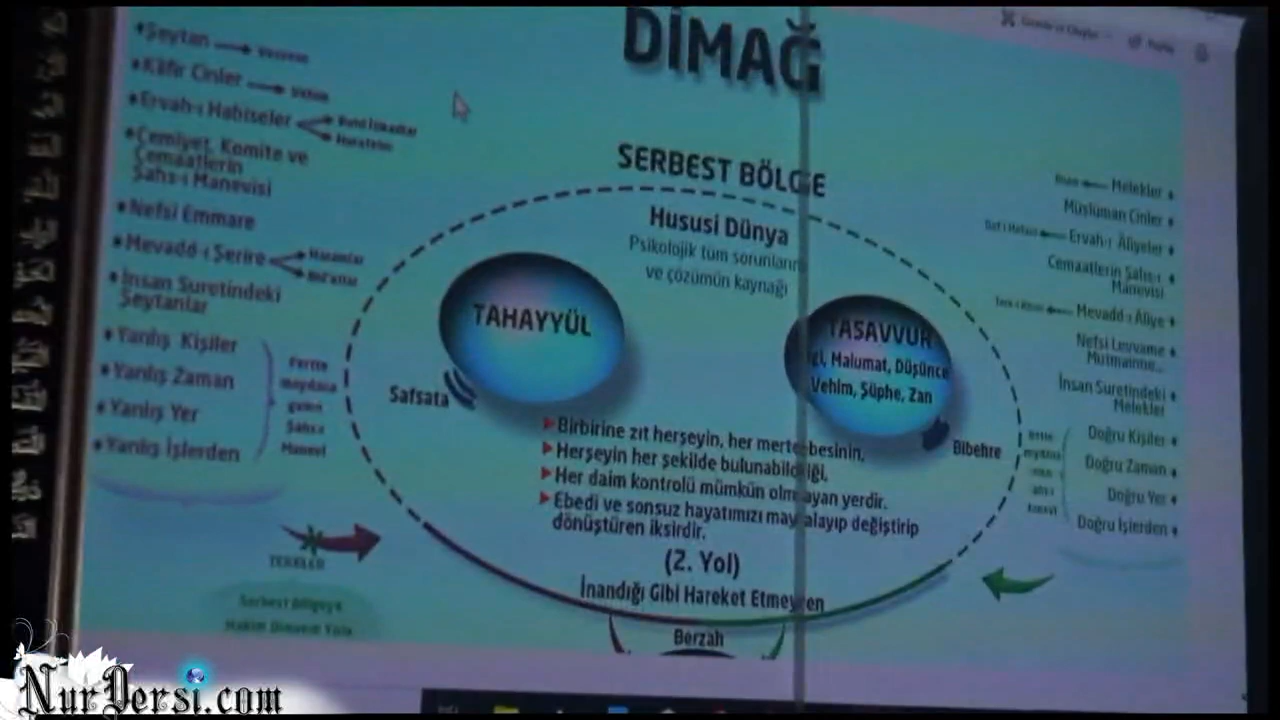 DİMAĞ
SERBEST BÖLGE
Hususi Dünya
Psikolojik tüm sorunların
ve çözümün kaynağı
Şeytan
Kâfir Cinler
Ervah-ı Habiseler
Cemiyet, Komite ve
Cemaatlerin
Şahs-ı Manevisi
Nefsi Emmare
Mevadd-ı Şerire
İnsan Suretindeki
Şeytanlar
Yanlış Kişiler
Yanlış Zaman
Yanlış Yer
Yanlış İşlerden
TAHAYYÜL
Safsata
TASAVVUR
Malumat, Düşünce
Vehim, Şüphe, Zan
Bibehre
Birbirine zıt herşeyin, her mertebesinin,
Herşeyin her şekilde bulunabildiği,
Her daim kontrolü mümkün olmayan yerdir.
Ebedi ve sonsuz hayatımızı mayalayıp değiştirip
dönüştüren iksirdir.
(2. Yol)
İnandığı Gibi Hareket Etmeyen
Berzah
Melekler
Müslüman Cinler
Ervah-ı Âliyeler
Cemaatlerin Şahs-ı
Manevisi
Mevadd-ı Âliye
Nefsi Levvame
Mutmainne...
İnsan Suretindeki
Melekler
Doğru Kişiler
Doğru Zaman
Doğru Yer
Doğru İşlerden
Serbest Bölgeye
NurDersi.com